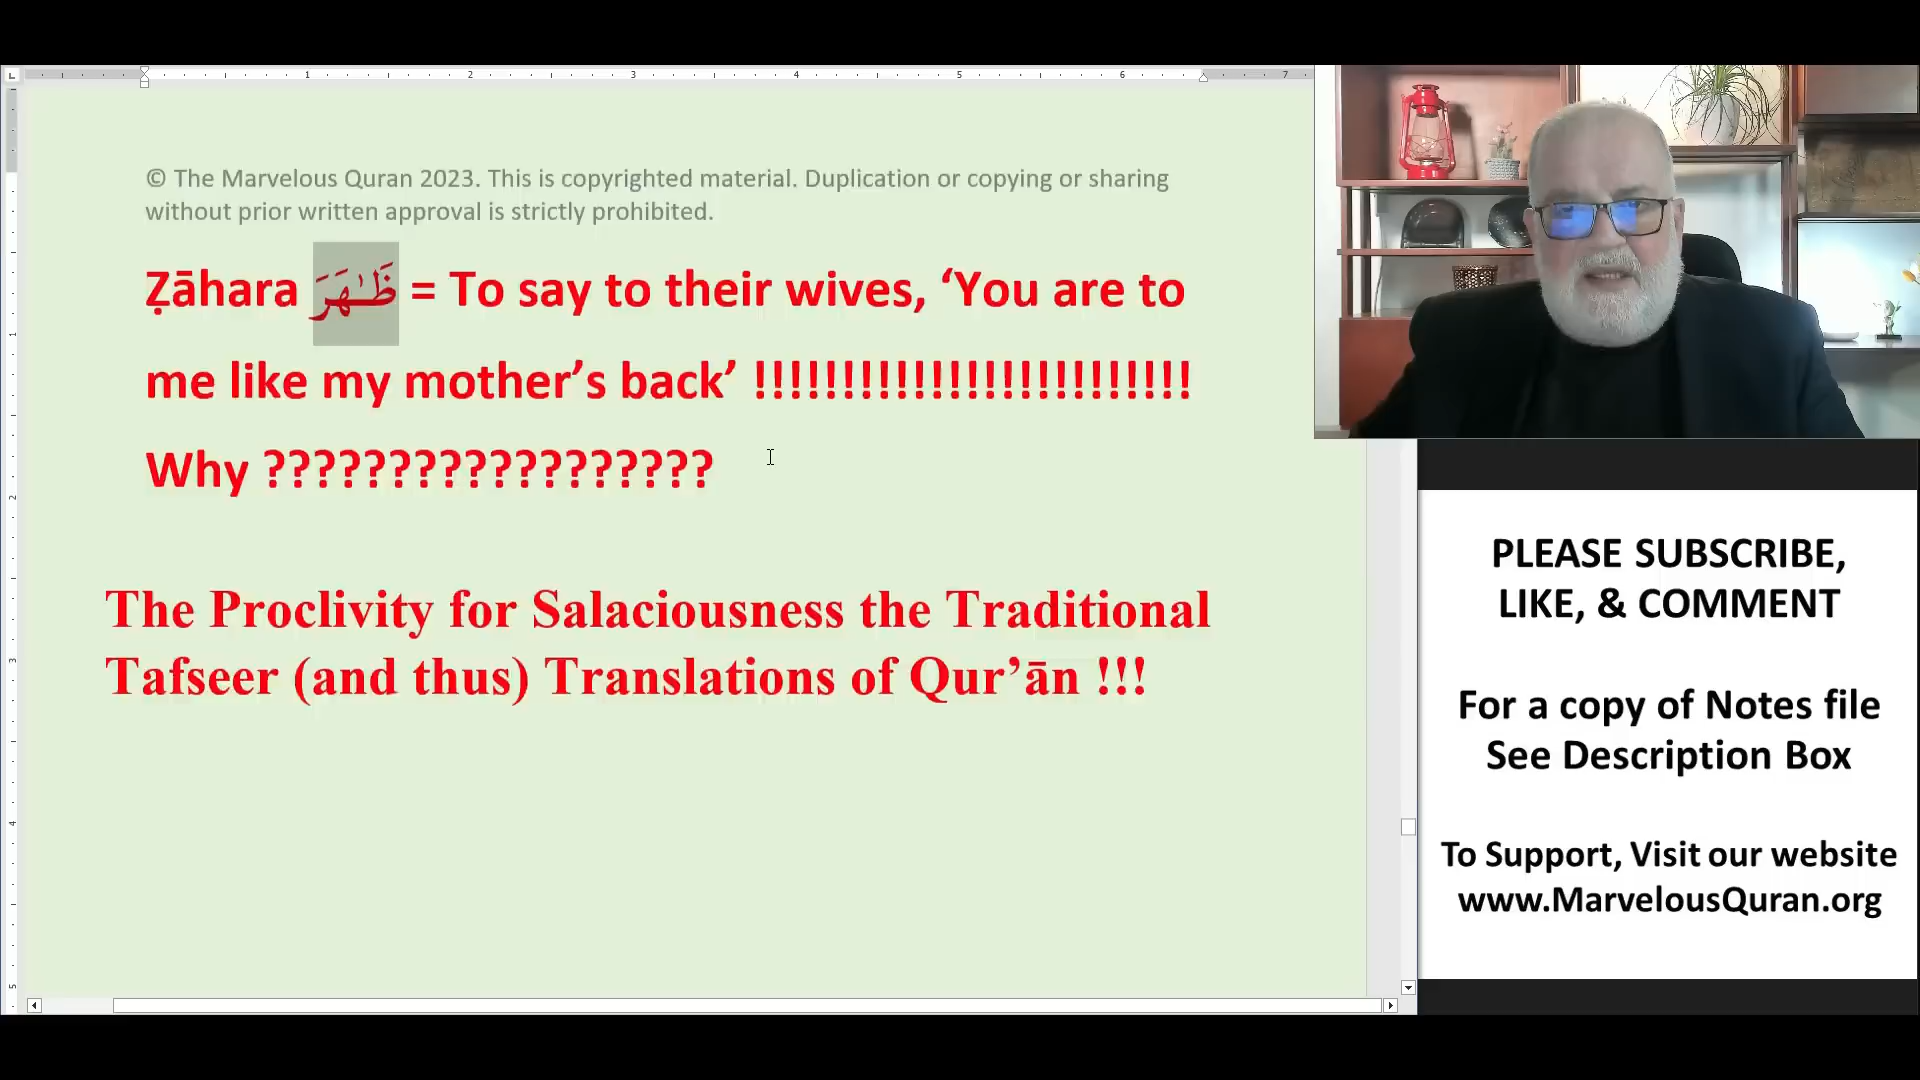 © The Marvelous Quran 2023. This is copyrighted material. Duplication or copying or sharing
without prior written approval is strictly prohibited.
Ẓāhara ظَـٰهَرَ = To say to their wives, ‘You are to
me like my mother’s back’ !!!!!!!!!!!!!!!!!!!!!!!!
Why ??????????????????
The Proclivity for Salaciousness the Traditional
Tafseer (and thus) Translations of Qur’ān !!!
PLEASE SUBSCRIBE,
LIKE, & COMMENT
For a copy of Notes file
See Description Box
To Support, Visit our website
www.MarvelousQuran.org